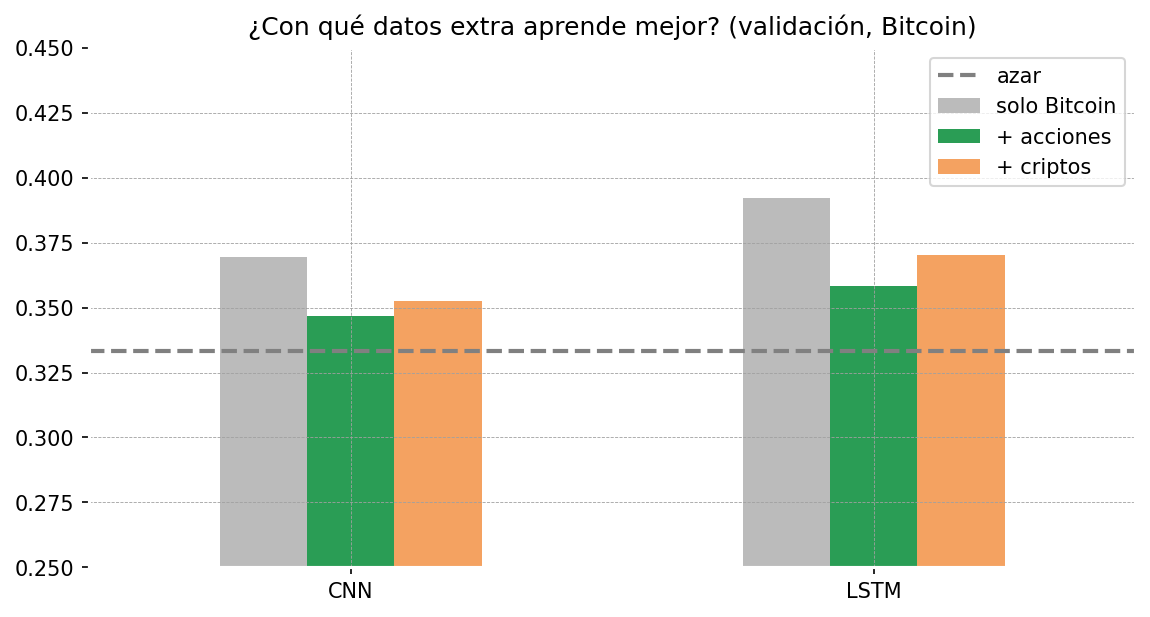 ¿Con qué datos extra aprende mejor? (validación, Bitcoin)
0.450
0.425
0.400
0.375
0.350
0.325
0.300
0.275
0.250
azar
solo Bitcoin
+ acciones
+ criptos
CNN
LSTM